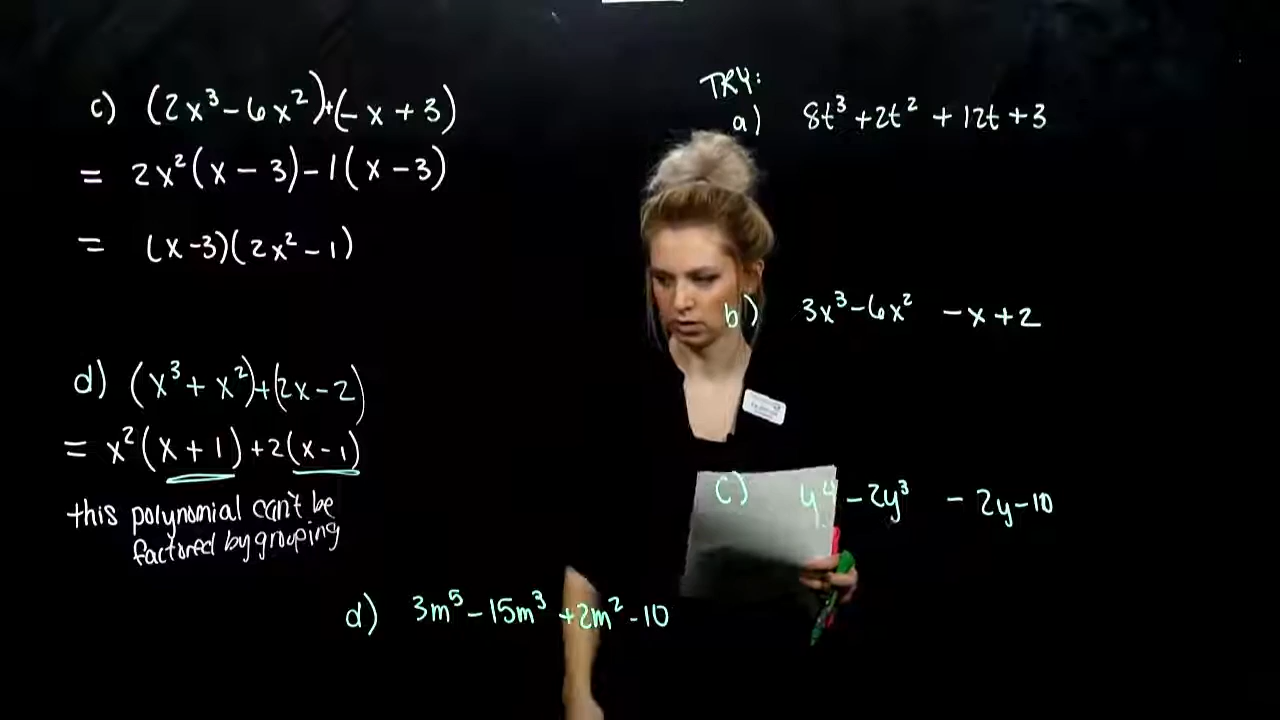 c) (2x³-6x²)+(-x+3)
= 2x²(x-3)-1(x-3)
= (x-3)(2x²-1)
d) (x³+x²)+(2x-2)
= x²(x+1)+2(x-1)
this polynomial can't be
factored by grouping
TRY:
a) 8t³+2t²+12t+3
b) 3x³-6x² -x+2
c) y⁴-2y³ -2y-10
d) 3m⁵-15m³+2m²-10